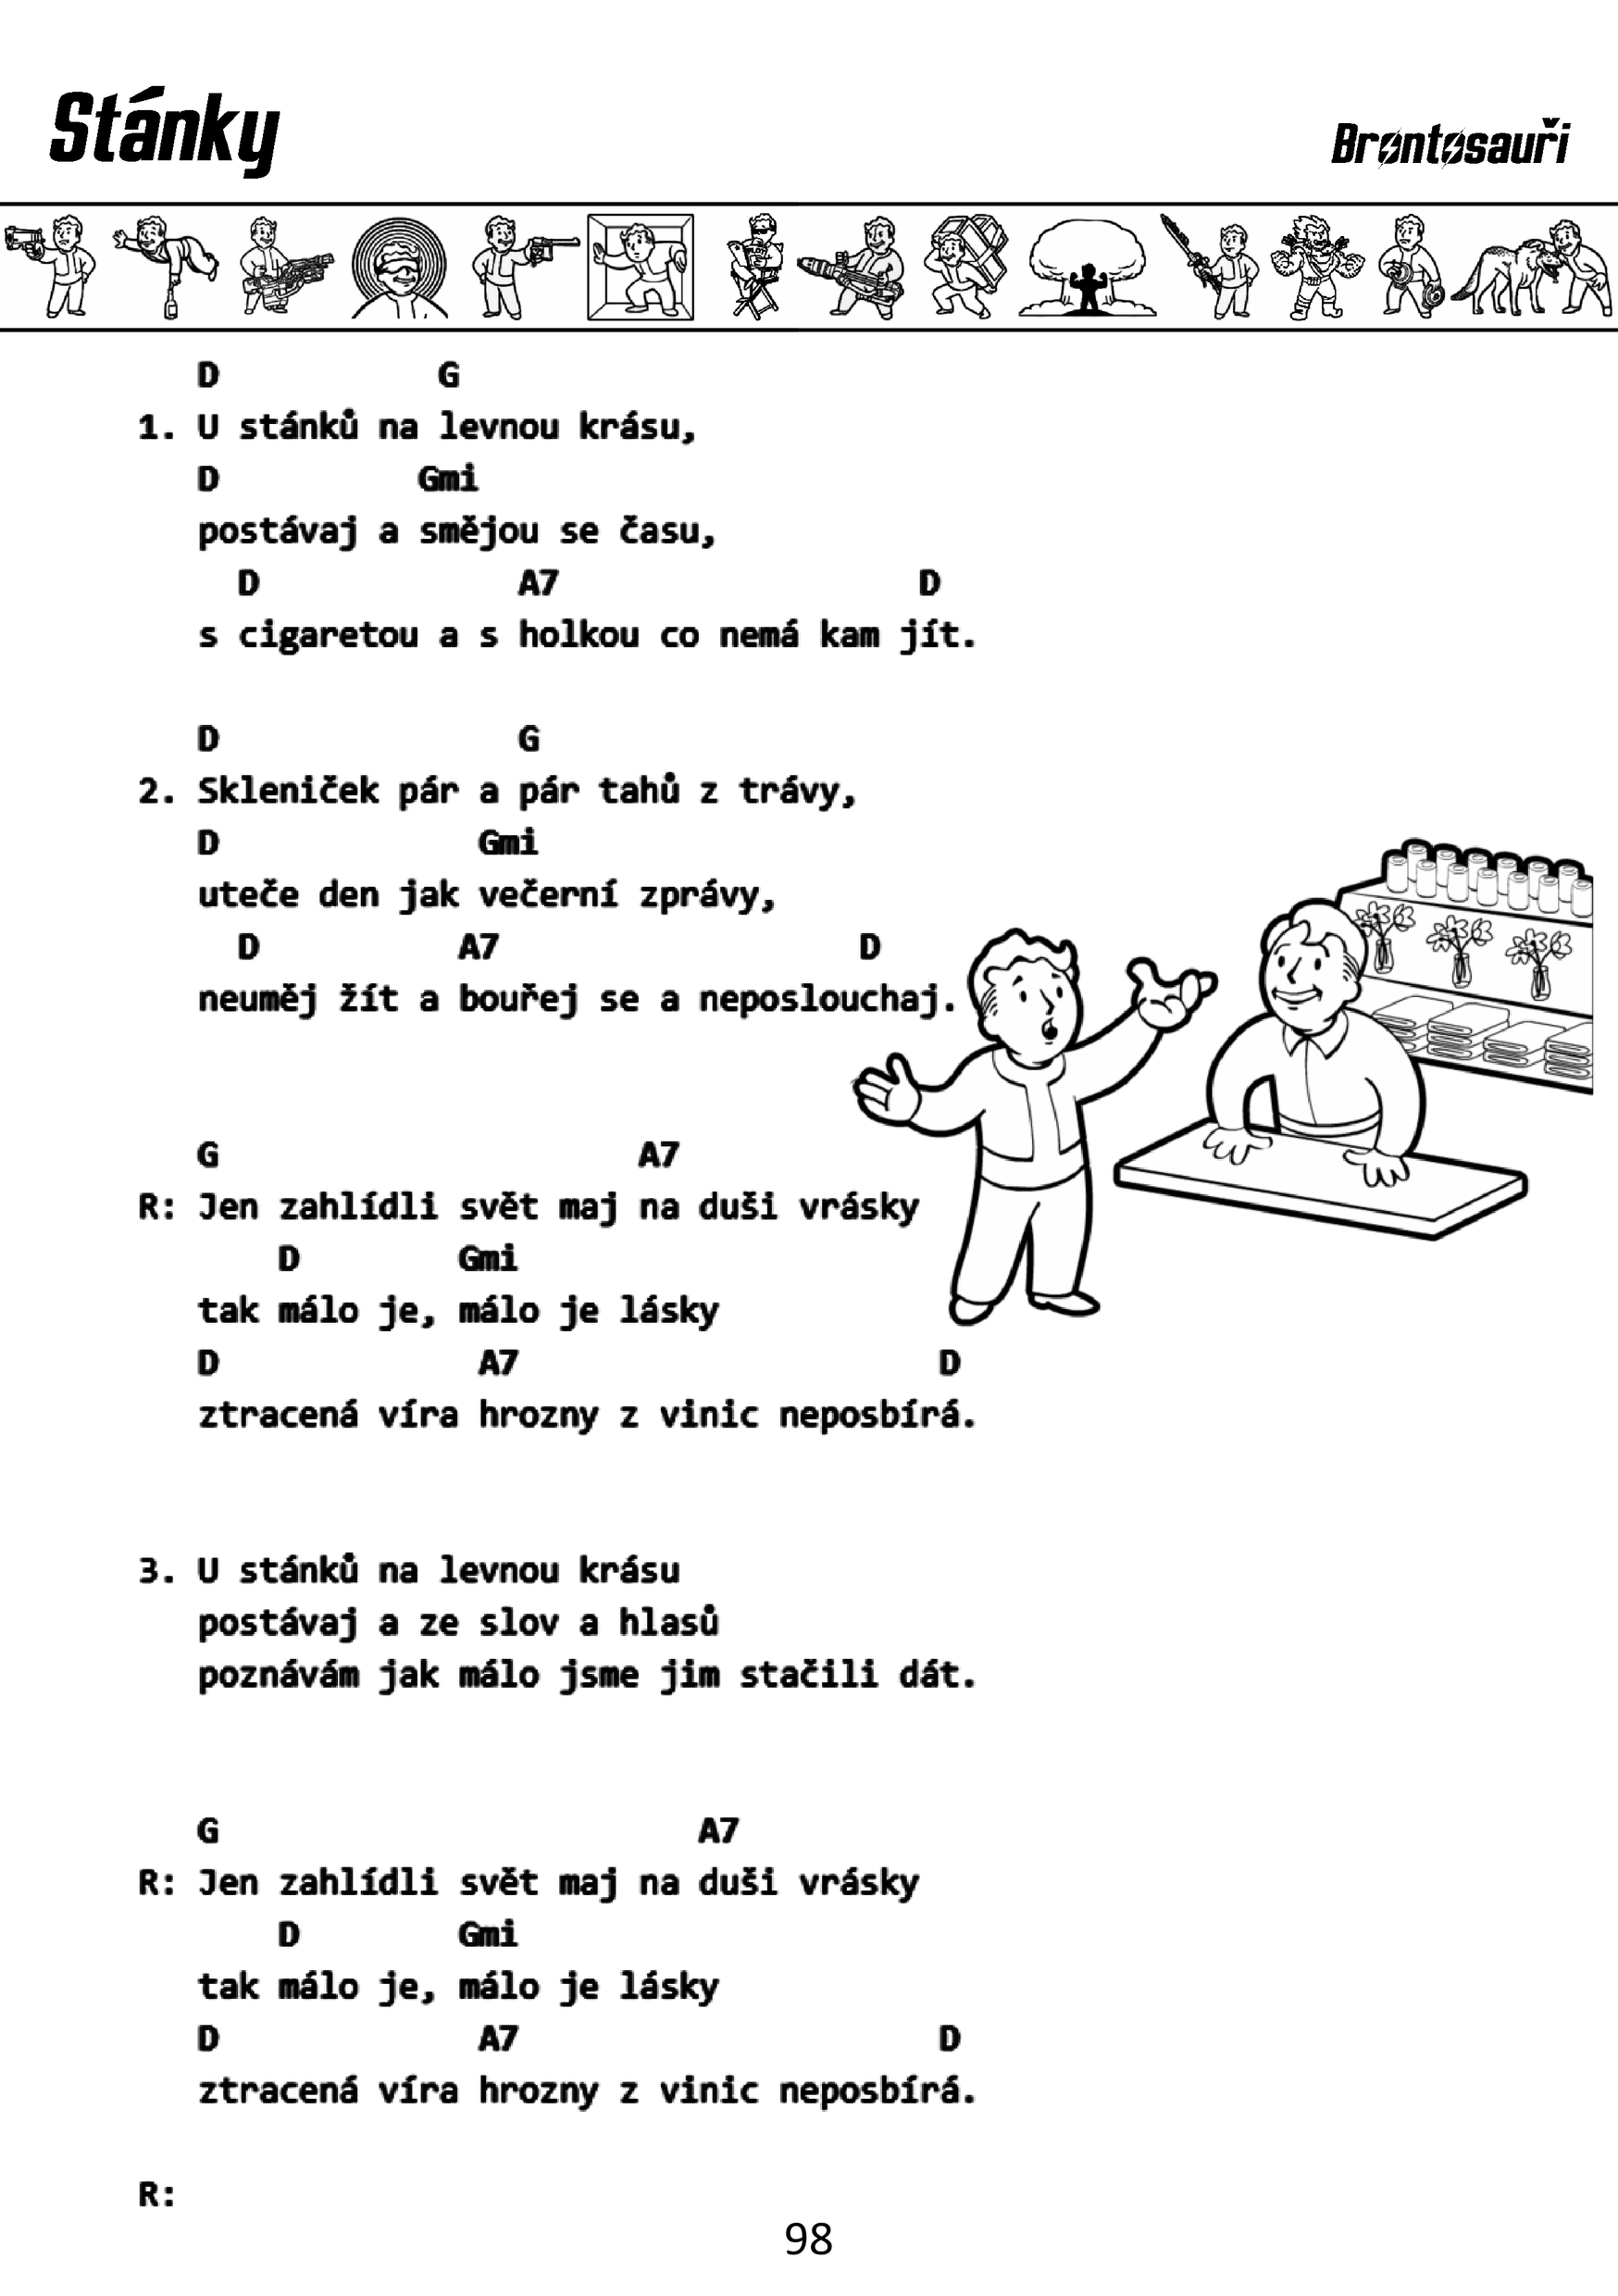 Stánky
Brontosauři
D G
1. U stánků na levnou krásu,
D Gmi
postávaj a smějou se času,
D A7 D
s cigaretou a s holkou co nemá kam jít.
D G
2. Skleniček pár a pár tahů z trávy,
D Gmi
uteče den jak večerní zprávy,
D A7 D
neuměj žít a bouřej se a neposlouchaj.
G A7
R: Jen zahlídli svět maj na duši vrásky
D Gmi
tak málo je, málo je lásky
D A7 D
ztracená víra hrozny z vinic neposbírá.
3. U stánků na levnou krásu
postávaj a ze slov a hlasů
poznávám jak málo jsme jim stačili dát.
G A7
R: Jen zahlídli svět maj na duši vrásky
D Gmi
tak málo je, málo je lásky
D A7 D
ztracená víra hrozny z vinic neposbírá.
R:
98